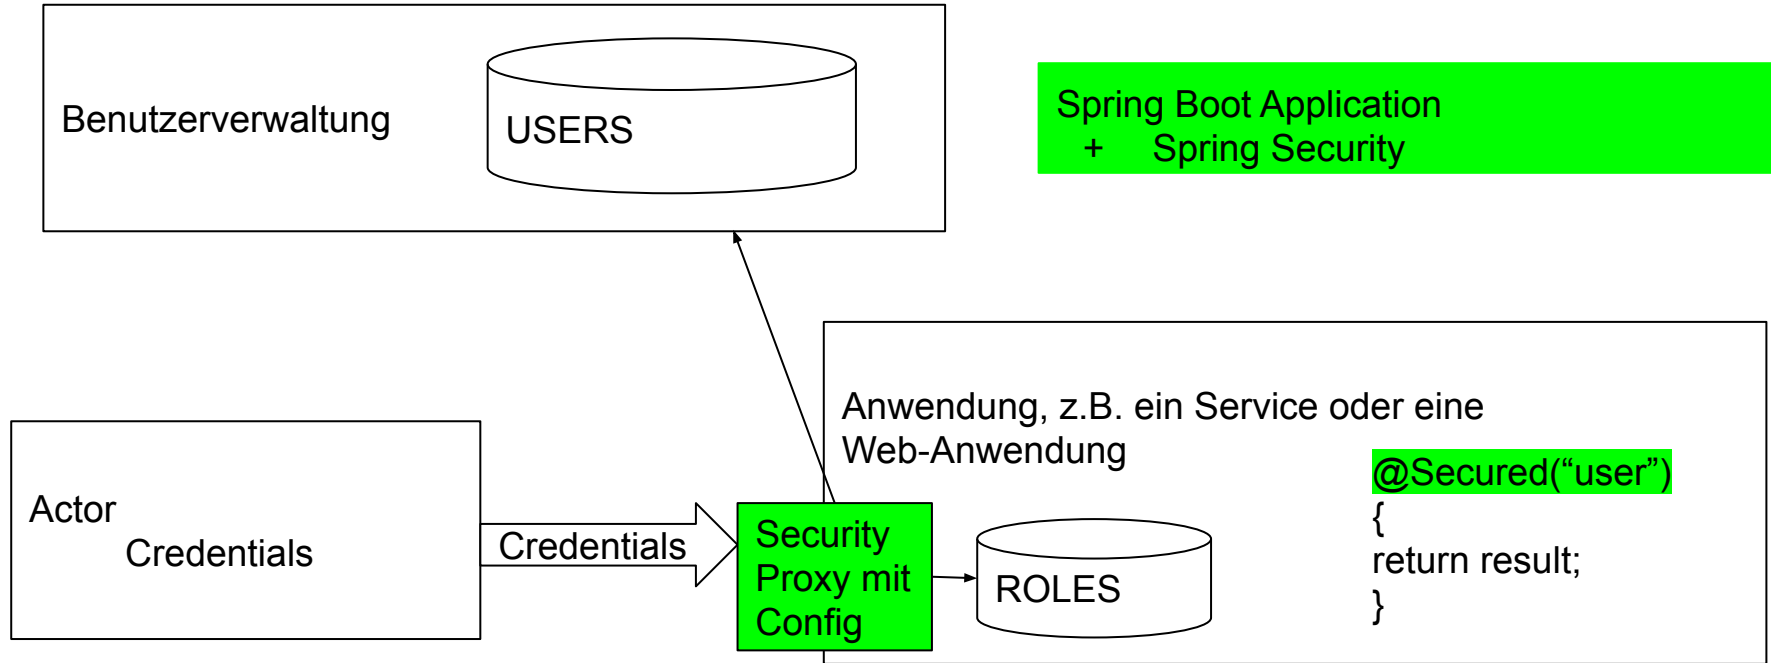 Benutzerverwaltung
USERS
Spring Boot Application
+ Spring Security
Anwendung, z.B. ein Service oder eine
Web-Anwendung
@Secured(“user”)
{
return result;
}
Actor
Credentials
Credentials
Security
Proxy mit
Config
ROLES